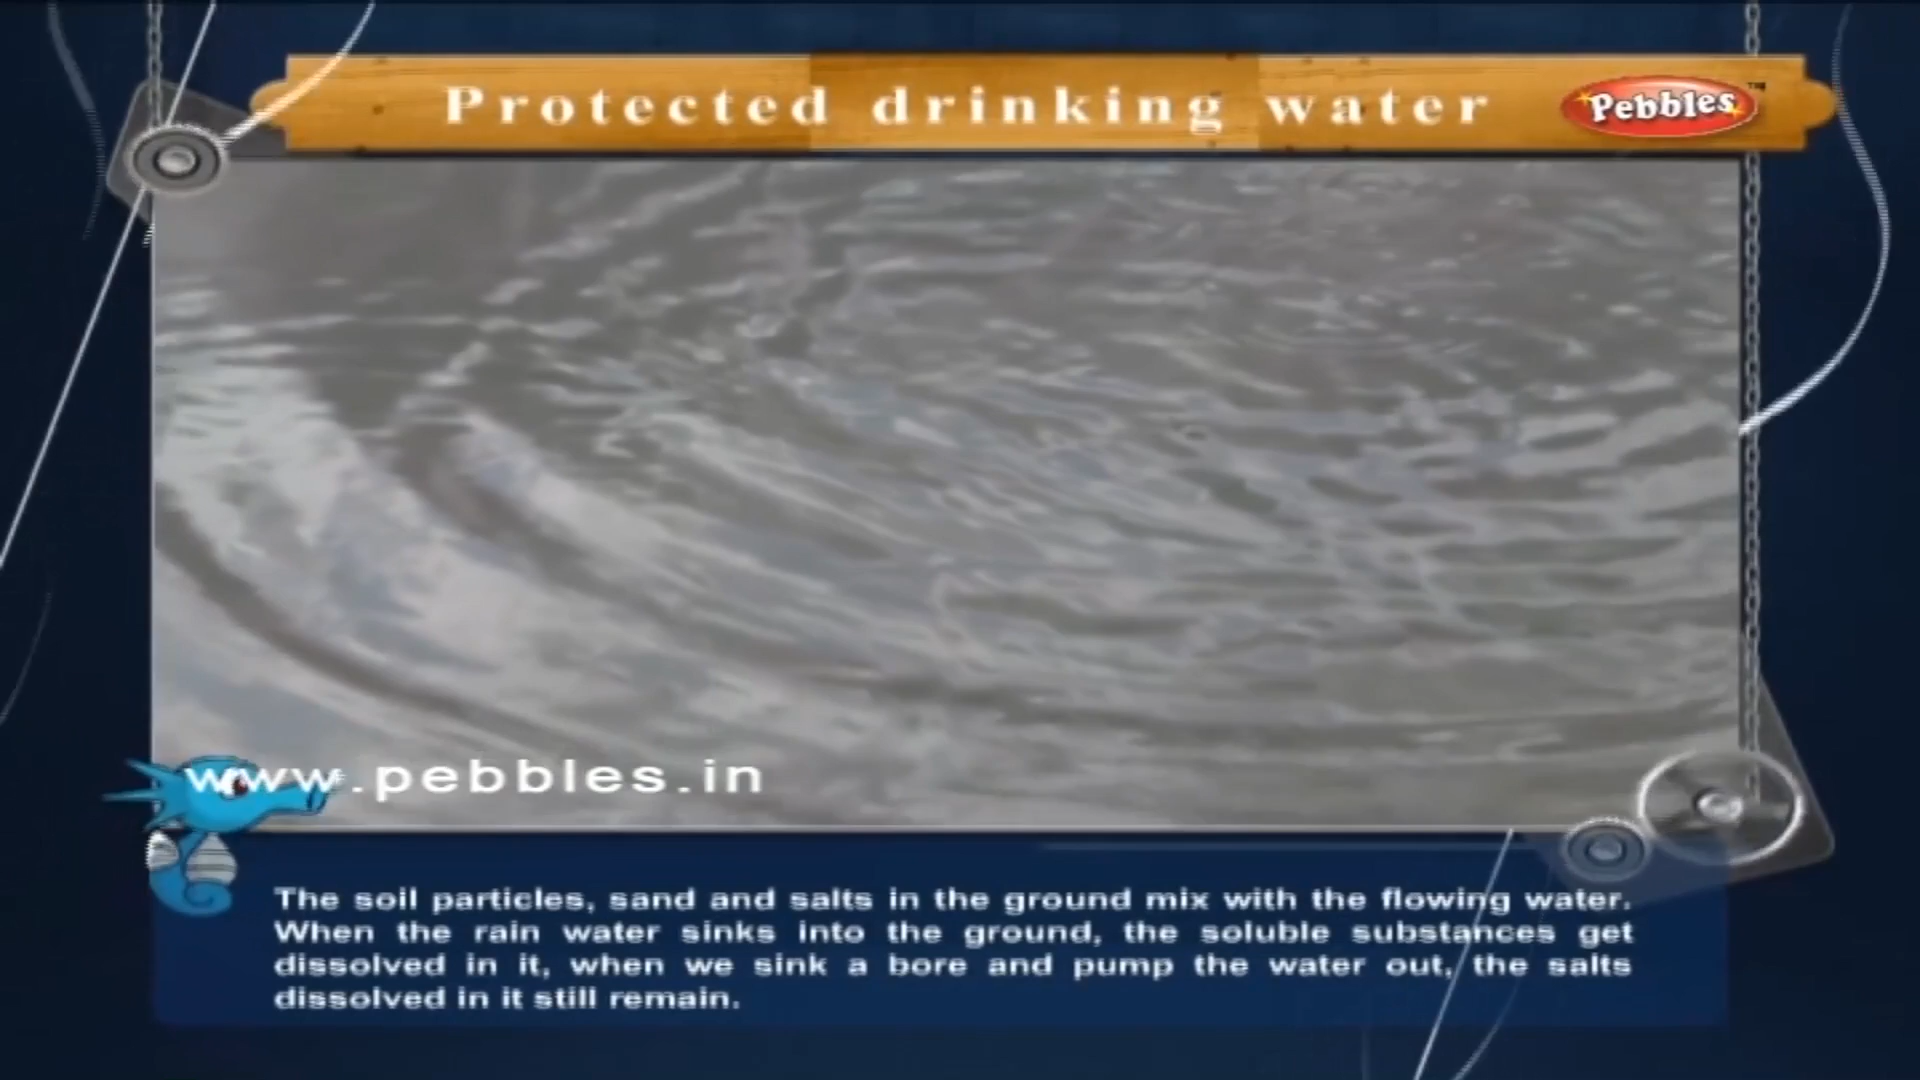 Protected drinking water
Pebbles™
www.pebbles.in
The soil particles, sand and salts in the ground mix with the flowing water.
When the rain water sinks into the ground, the soluble substances get
dissolved in it, when we sink a bore and pump the water out, the salts
dissolved in it still remain.